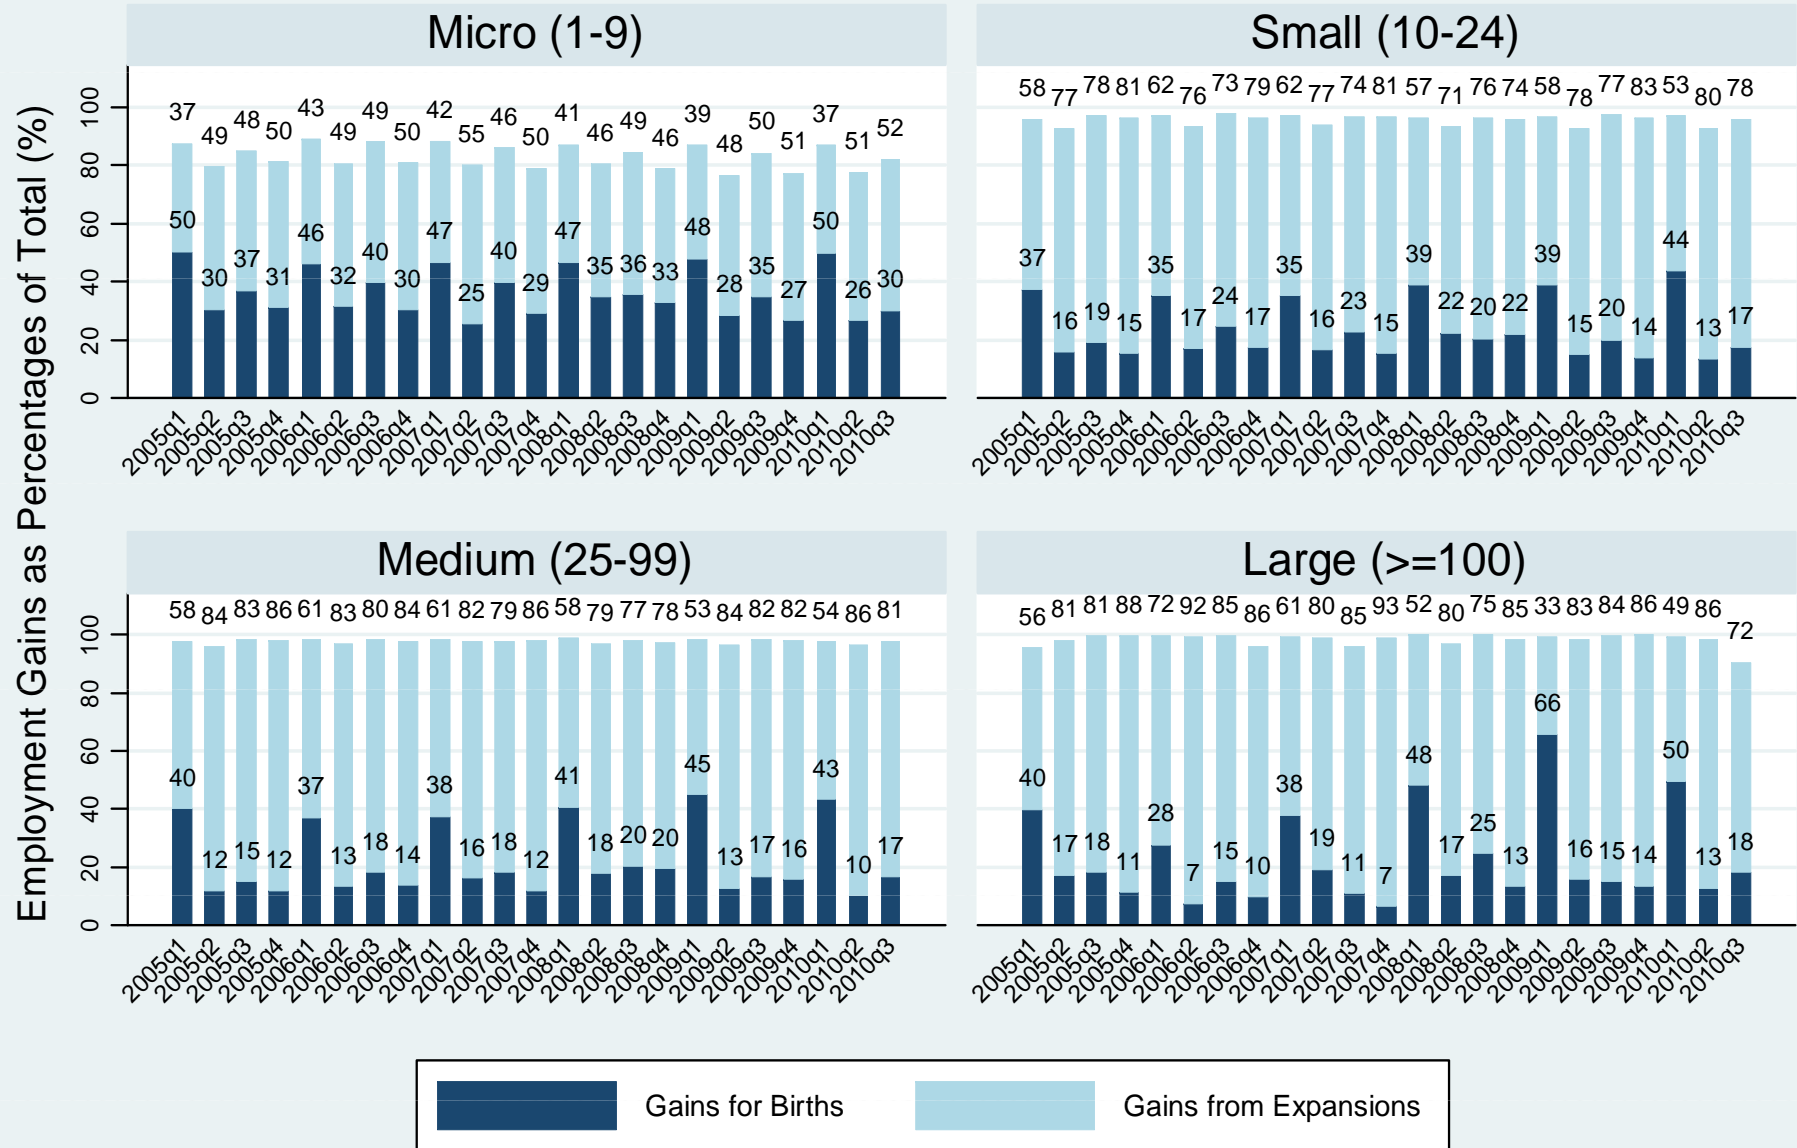 Employment Gains as Percentages of Total (%)
Micro (1-9)
100
80
60
40
20
0
37 49 48 50 43 49 49 50 42 55 46 50 41 46 49 46 39 48 50 51 37 51 52
50 30 37 31 46 32 40 30 47 25 40 29 47 35 36 33 48 28 35 27 50 26 30
2005q1 2005q2 2005q3 2005q4 2006q1 2006q2 2006q3 2006q4 2007q1 2007q2 2007q3 2007q4 2008q1 2008q2 2008q3 2008q4 2009q1 2009q2 2009q3 2009q4 2010q1 2010q2 2010q3
Small (10-24)
58 77 78 81 62 76 73 79 62 77 74 81 57 71 76 74 58 78 77 83 53 80 78
37 16 19 15 35 17 24 17 35 16 23 15 39 22 20 22 39 15 20 14 44 13 17
2005q1 2005q2 2005q3 2005q4 2006q1 2006q2 2006q3 2006q4 2007q1 2007q2 2007q3 2007q4 2008q1 2008q2 2008q3 2008q4 2009q1 2009q2 2009q3 2009q4 2010q1 2010q2 2010q3
Medium (25-99)
100
80
60
40
20
0
58 84 83 86 61 83 80 84 61 82 79 86 58 79 77 78 53 84 82 82 54 86 81
40 12 15 12 37 13 18 14 38 16 18 12 41 18 20 20 45 13 17 16 43 10 17
2005q1 2005q2 2005q3 2005q4 2006q1 2006q2 2006q3 2006q4 2007q1 2007q2 2007q3 2007q4 2008q1 2008q2 2008q3 2008q4 2009q1 2009q2 2009q3 2009q4 2010q1 2010q2 2010q3
Large (>=100)
56 81 81 88 72 92 85 86 61 80 85 93 52 80 75 85 33 83 84 86 49 86 72
40 17 18 11 28 7 15 10 38 19 11 7 48 17 25 13 66 16 15 14 50 13 18
2005q1 2005q2 2005q3 2005q4 2006q1 2006q2 2006q3 2006q4 2007q1 2007q2 2007q3 2007q4 2008q1 2008q2 2008q3 2008q4 2009q1 2009q2 2009q3 2009q4 2010q1 2010q2 2010q3
Gains for Births
Gains from Expansions